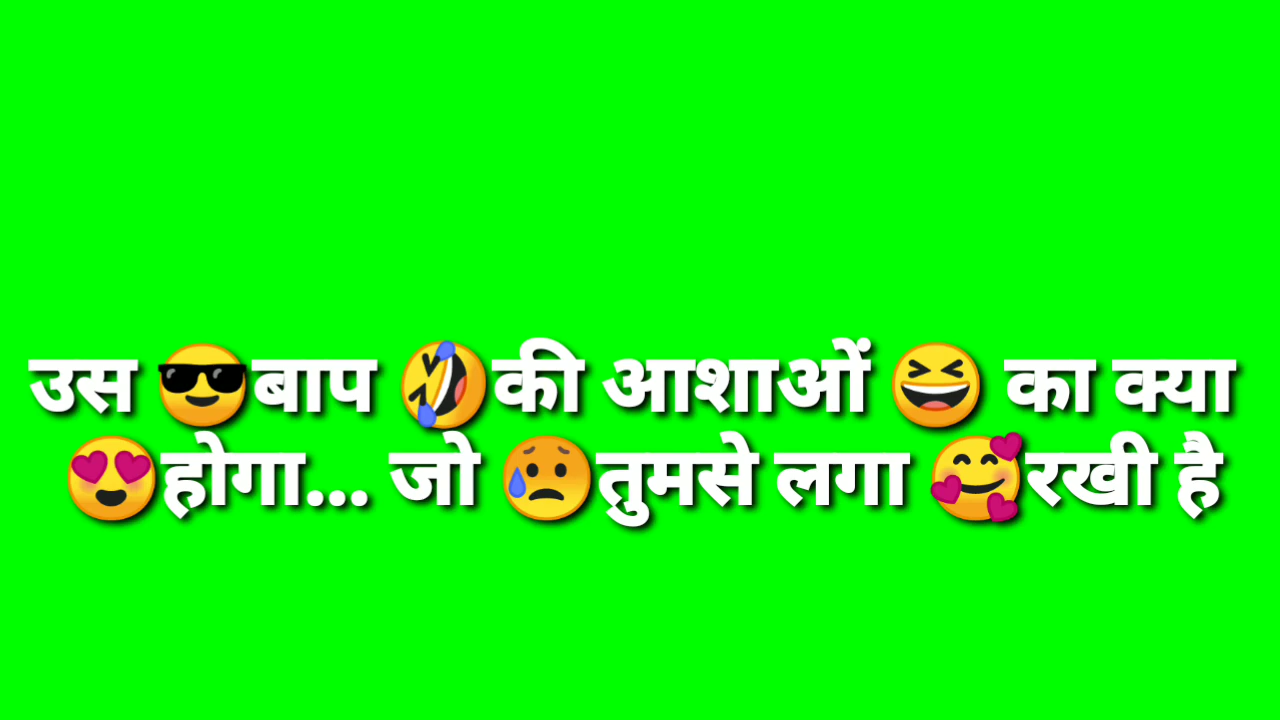 उस 😎बाप 🤣की आशाओं 😆 का क्या
😍होगा... जो 😥तुमसे लगा 🥰रखी है